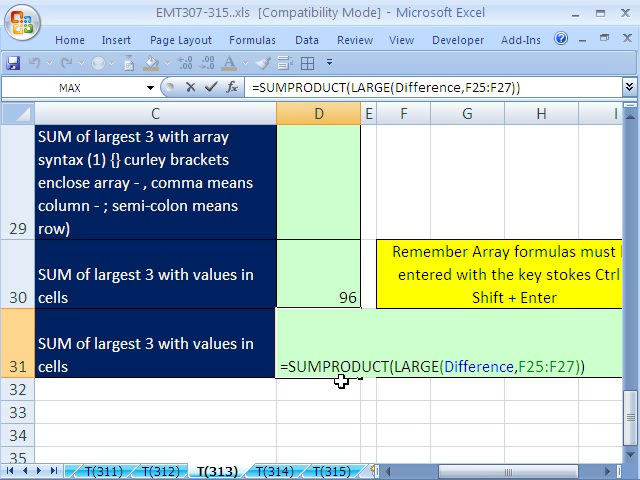 EMT307-315..xls [Compatibility Mode] - Microsoft Excel
Home Insert Page Layout Formulas Data Review View Developer Add-Ins
MAX
=SUMPRODUCT(LARGE(Difference,F25:F27))
C D E F G H I
SUM of largest 3 with array
syntax (1) {} curley brackets
enclose array - , comma means
column - ; semi-colon means
29 row)
SUM of largest 3 with values in
30 cells
96
Remember Array formulas must
entered with the key stokes Ctrl
Shift + Enter
SUM of largest 3 with values in
31 cells
=SUMPRODUCT(LARGE(Difference,F25:F27))
32
33
34
35
T(311) T(312) T(313) T(314) T(315)